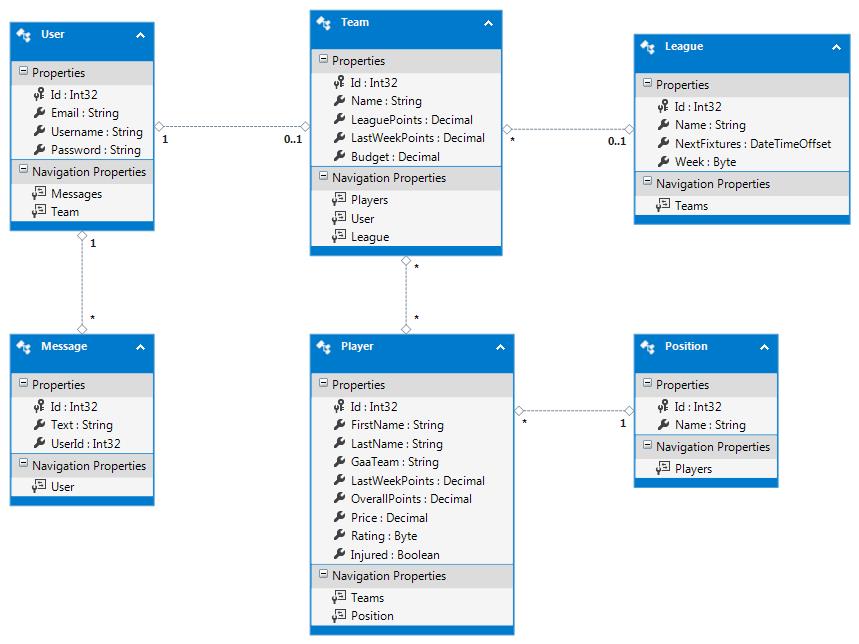 User
Properties
Id : Int32
Email : String
Username : String
Password : String
Navigation Properties
Messages
Team
1
0..1
Team
Properties
Id : Int32
Name : String
LeaguePoints : Decimal
LastWeekPoints : Decimal
Budget : Decimal
Navigation Properties
Players
User
League
*
0..1
League
Properties
Id : Int32
Name : String
NextFixtures : DateTimeOffset
Week : Byte
Navigation Properties
Teams
1
*
*
*
Message
Properties
Id : Int32
Text : String
UserId : Int32
Navigation Properties
User
Player
Properties
Id : Int32
FirstName : String
LastName : String
GaaTeam : String
LastWeekPoints : Decimal
OverallPoints : Decimal
Price : Decimal
Rating : Byte
Injured : Boolean
Navigation Properties
Teams
Position
*
1
Position
Properties
Id : Int32
Name : String
Navigation Properties
Players